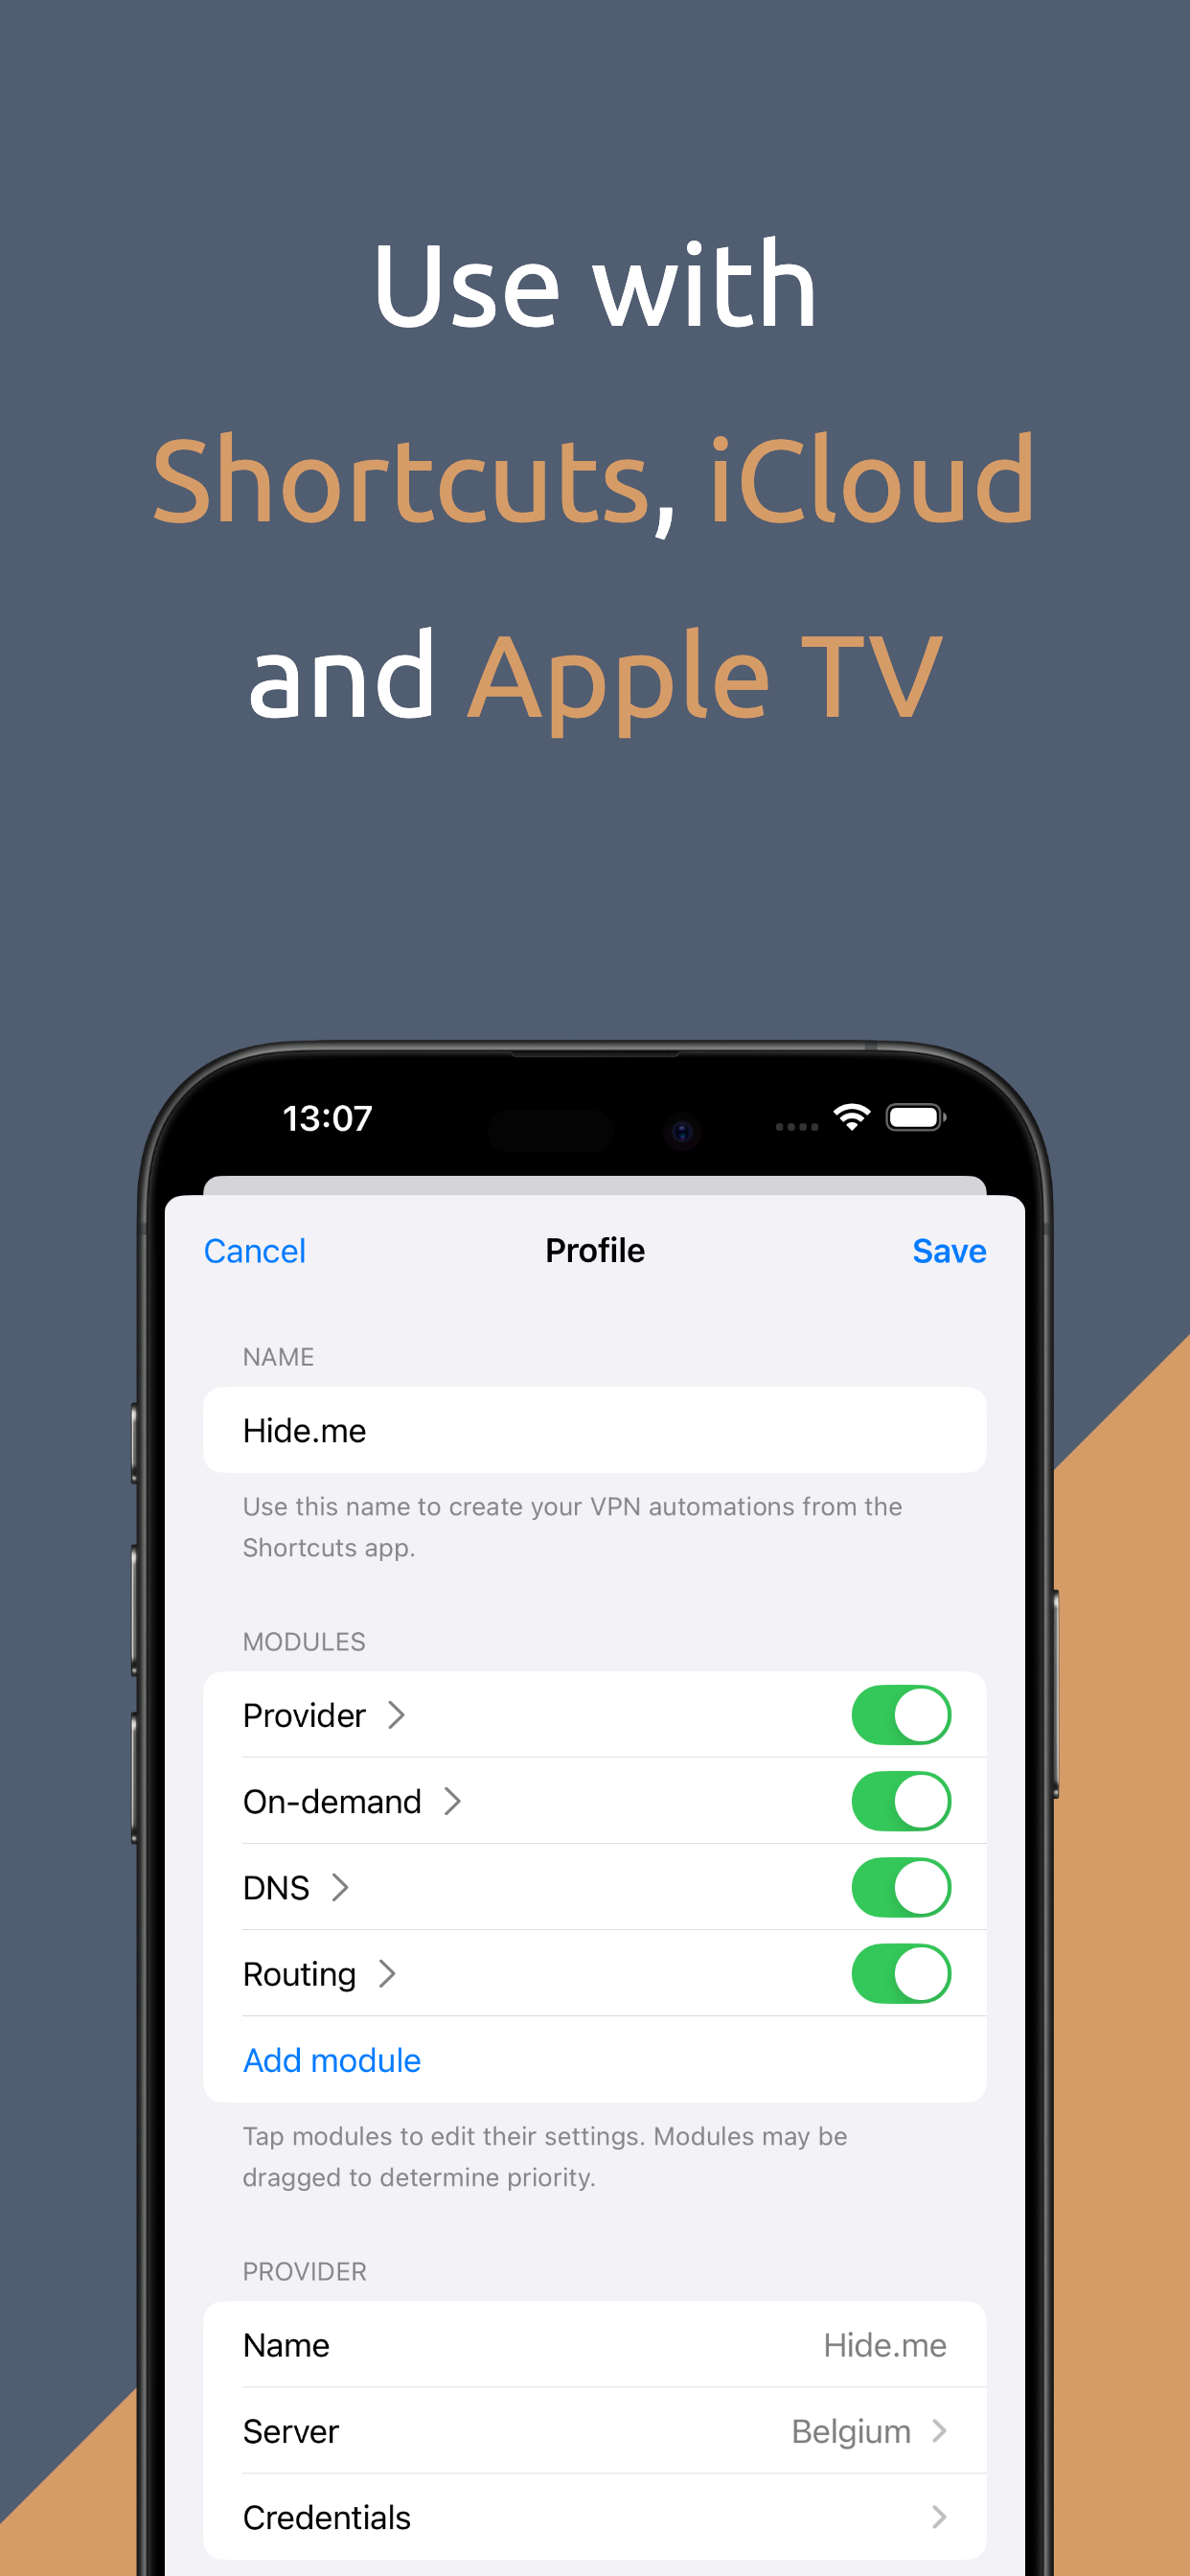 Use with
Shortcuts, iCloud
and Apple TV
13:07
Cancel
Profile
Save
NAME
Hide.me
Use this name to create your VPN automations from the
Shortcuts app.
MODULES
Provider
On-demand
DNS
Routing
Add module
Tap modules to edit their settings. Modules may be
dragged to determine priority.
PROVIDER
Name Hide.me
Server Belgium
Credentials